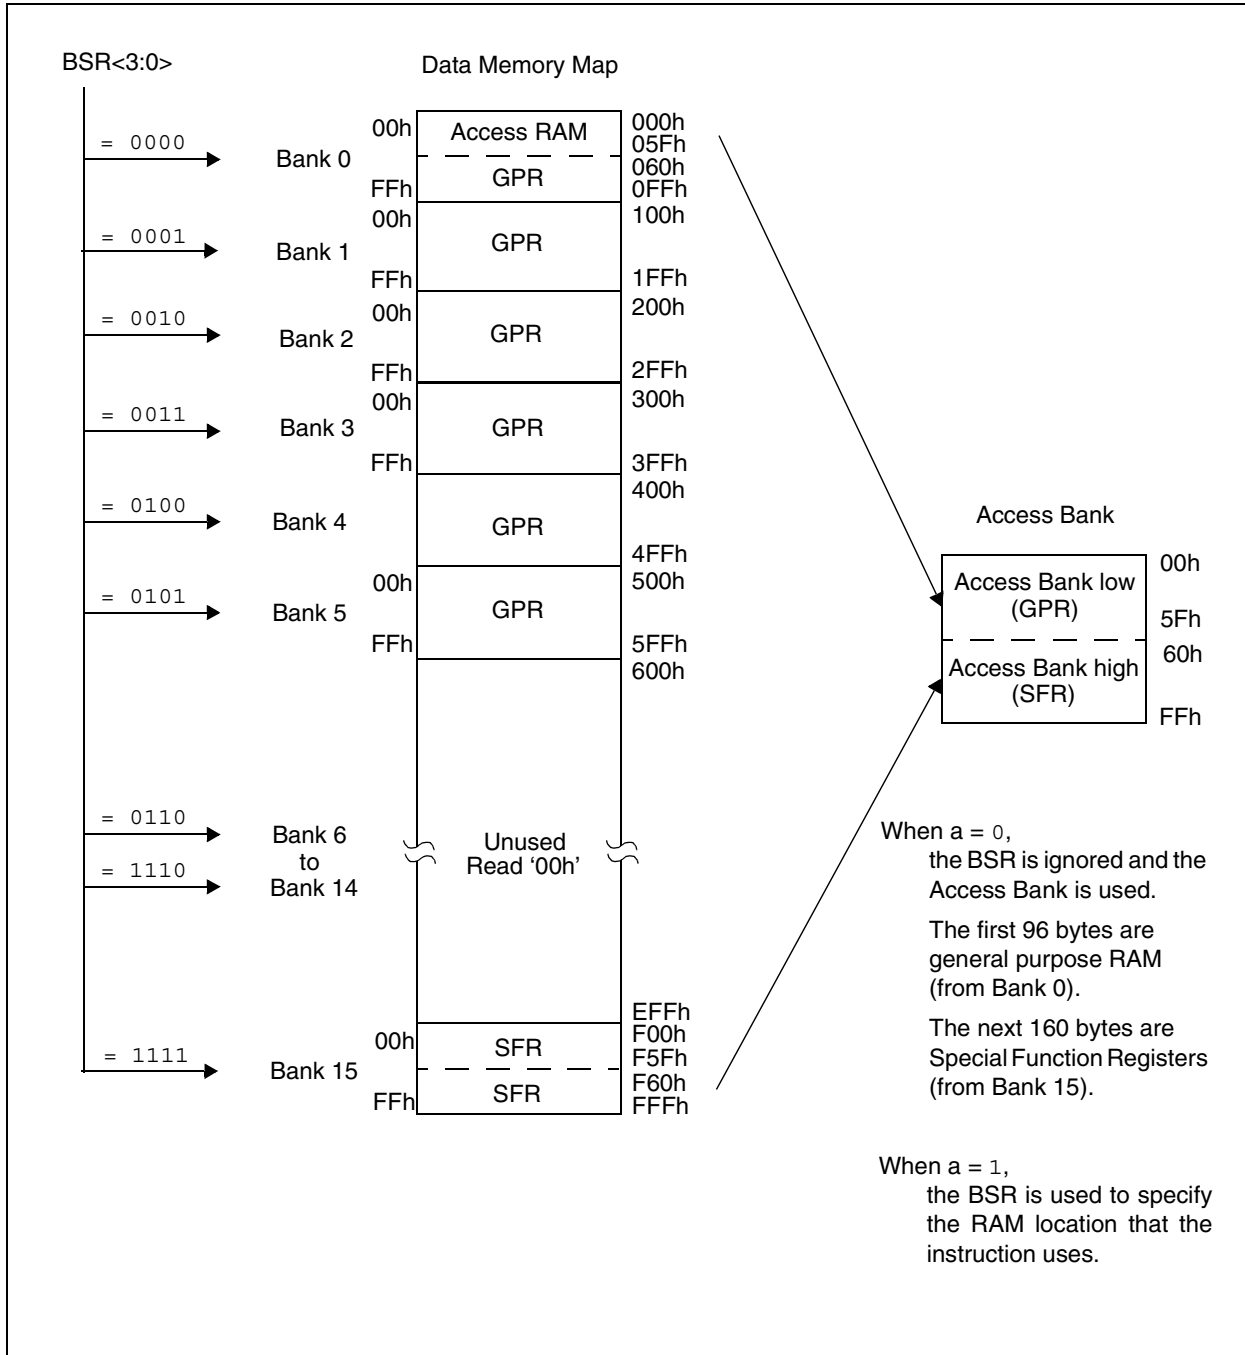 BSR<3:0>
Data Memory Map
= 0000
Bank 0
00h
Access RAM
000h
05Fh
GPR
060h
FFh
0FFh
= 0001
Bank 1
00h
GPR
100h
FFh
1FFh
= 0010
Bank 2
00h
GPR
200h
FFh
2FFh
= 0011
Bank 3
00h
GPR
300h
FFh
3FFh
= 0100
Bank 4
GPR
400h
4FFh
= 0101
Bank 5
00h
GPR
500h
FFh
5FFh
600h
= 0110
Bank 6
to
= 1110
Bank 14
Unused
Read ‘00h’
EFFh
= 1111
Bank 15
00h
SFR
F00h
F5Fh
SFR
F60h
FFh
FFFh
Access Bank
Access Bank low
(GPR)
00h
5Fh
Access Bank high
(SFR)
60h
FFh
When a = 0,
the BSR is ignored and the
Access Bank is used.
The first 96 bytes are
general purpose RAM
(from Bank 0).
The next 160 bytes are
Special Function Registers
(from Bank 15).
When a = 1,
the BSR is used to specify
the RAM location that the
instruction uses.